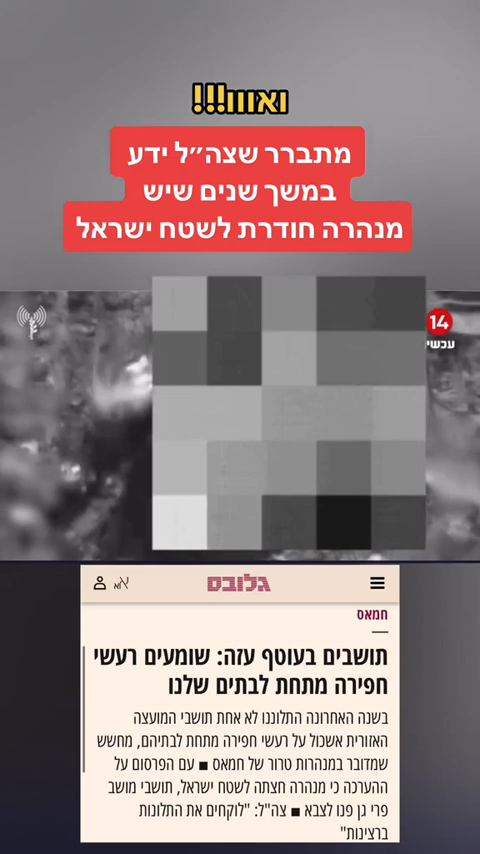 ואווו!!!
מתברר שצה״ל ידע
במשך שנים שיש
מנהרה חודרת לשטח ישראל
14
עכשיו
גלובס
אא
חמאס
תושבים בעוטף עזה: שומעים רעשי
חפירה מתחת לבתים שלנו
בשנה האחרונה התלוננו לא אחת תושבי המועצה
האזורית אשכול על רעשי חפירה מתחת לבתיהם, מחשש
שמדובר במנהרות טרור של חמאס ■ עם הפרסום על
ההערכה כי מנהרה חצתה לשטח ישראל, תושבי מושב
פרי גן פנו לצבא ■ צה"ל: "לוקחים את התלונות
ברצינות"